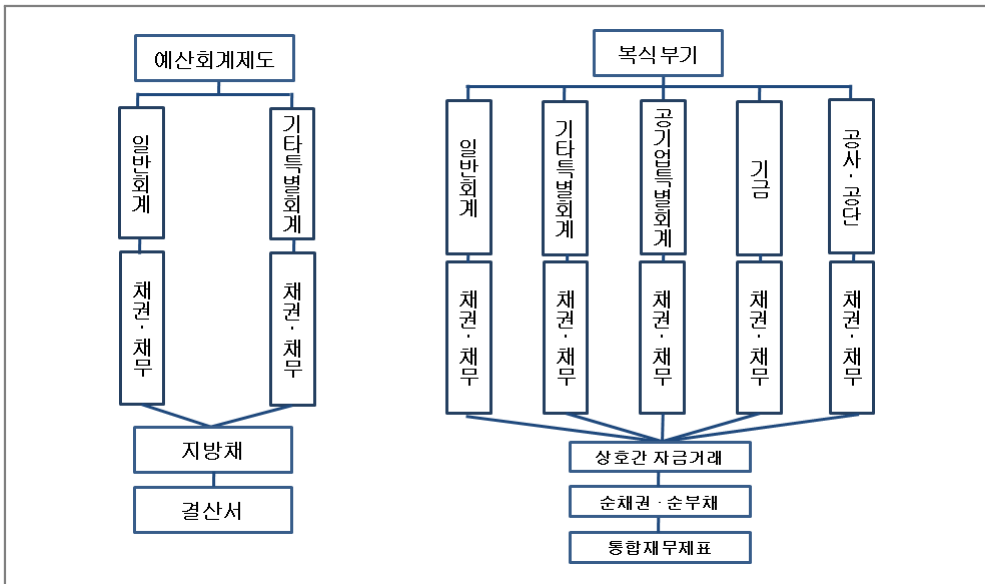 예산회계제도
일반회계
기타특별회계
채권·채무
채권·채무
지방채
결산서
복식부기
일반회계
기타특별회계
공기업특별회계
기금
공사·공단
채권·채무
채권·채무
채권·채무
채권·채무
채권·채무
상호간 자금거래
순채권·순부채
통합재무제표